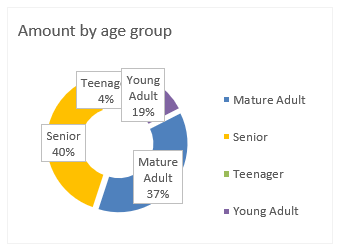 Amount by age group
Teenager
4%
Young
Adult
19%
Senior
40%
Mature
Adult
37%
Mature Adult
Senior
Teenager
Young Adult